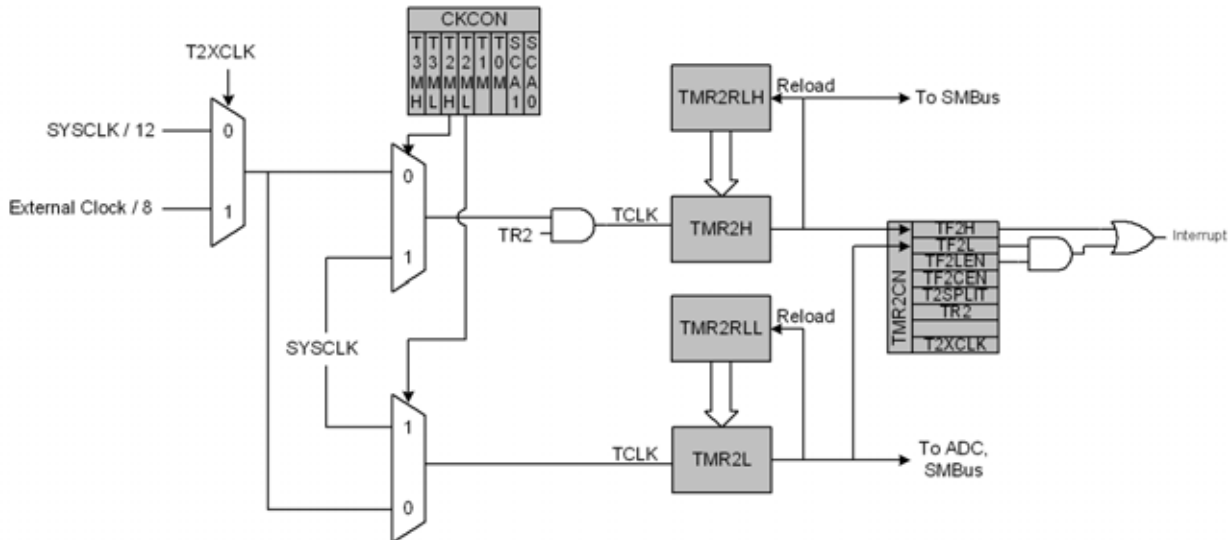 CKCON
T3MH T3ML T2MH T2ML T1M T0M SCA1 SCA0
T2XCLK
SYSCLK / 12
0
External Clock / 8
1
0
1
TR2
TCLK
TMR2RLH
Reload
To SMBus
TMR2H
TMR2CN
TF2H
TF2L
TF2LEN
TF2CEN
T2SPLIT
TR2
T2XCLK
Interrupt
SYSCLK
1
0
TCLK
TMR2RLL
Reload
TMR2L
To ADC,
SMBus